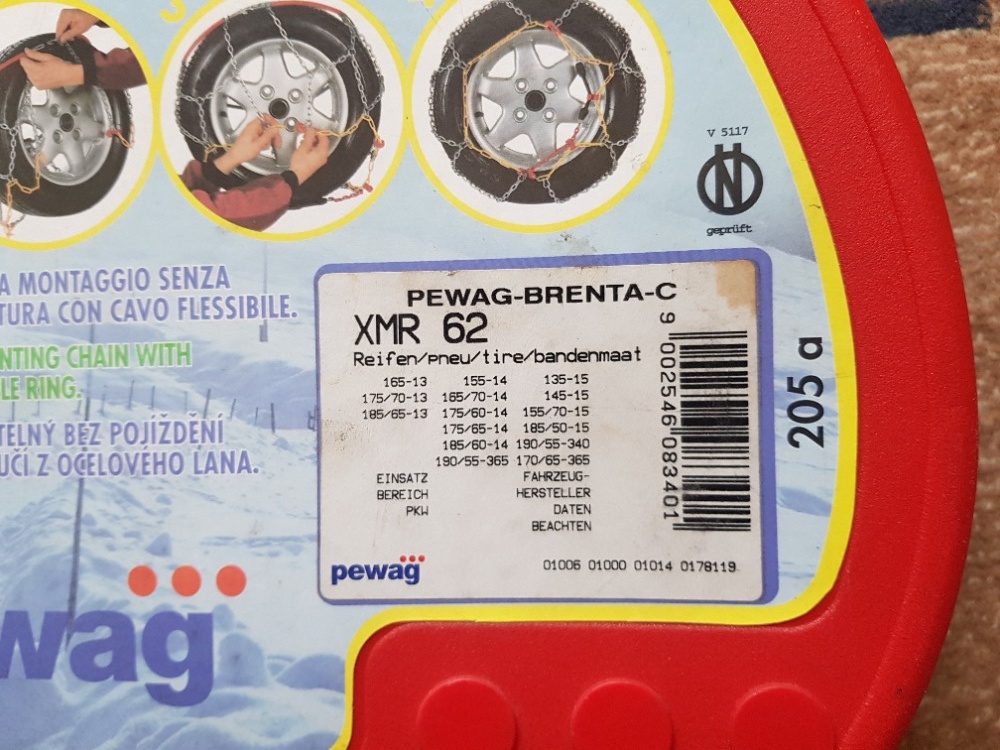 V 5117
N
geprüft
A MONTAGGIO SENZA
TURA CON CAVO FLESSIBILE.
NTING CHAIN WITH
LE RING.
TELNÝ BEZ POJÍŽDĚNÍ
UČÍ Z OCELOVÉHO LANA.
PEWAG-BRENTA-C
XMR 62
Reifen/pneu/tire/bandenmaat
165-13 155-14 135-15
175/70-13 165/70-14 145-15
185/65-13 175/60-14 155/70-15
175/65-14 185/50-15
185/60-14 190/55-340
190/55-365 170/65-365
EINSATZ FAHRZEUG-
BEREICH HERSTELLER
PKW DATEN
BEACHTEN
9 002546 083401
pewag
01006 01000 01014 0178119
205 a
wag